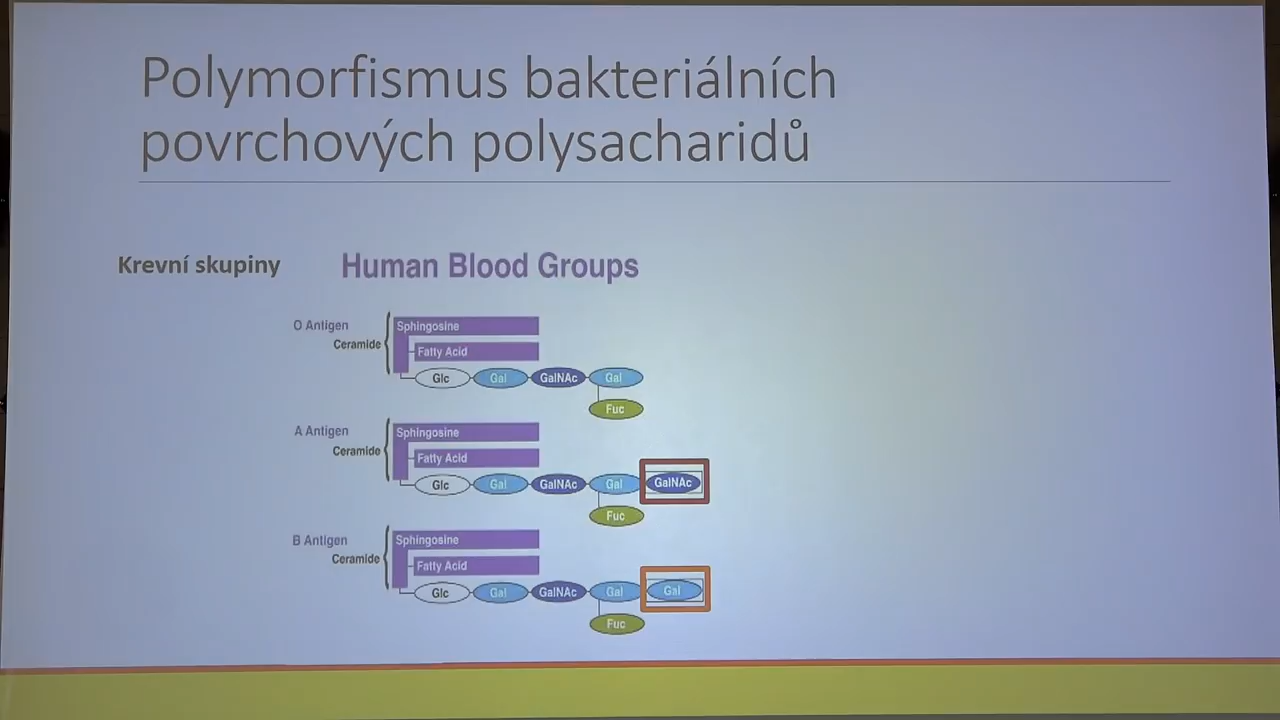 Polymorfismus bakteriálních
povrchových polysacharidů
Krevní skupiny
Human Blood Groups
O Antigen
Ceramide
Sphingosine
Fatty Acid
Glc Gal GalNAc Gal
Fuc
A Antigen
Ceramide
Sphingosine
Fatty Acid
Glc Gal GalNAc Gal GalNAc
Fuc
B Antigen
Ceramide
Sphingosine
Fatty Acid
Glc Gal GalNAc Gal Gal
Fuc